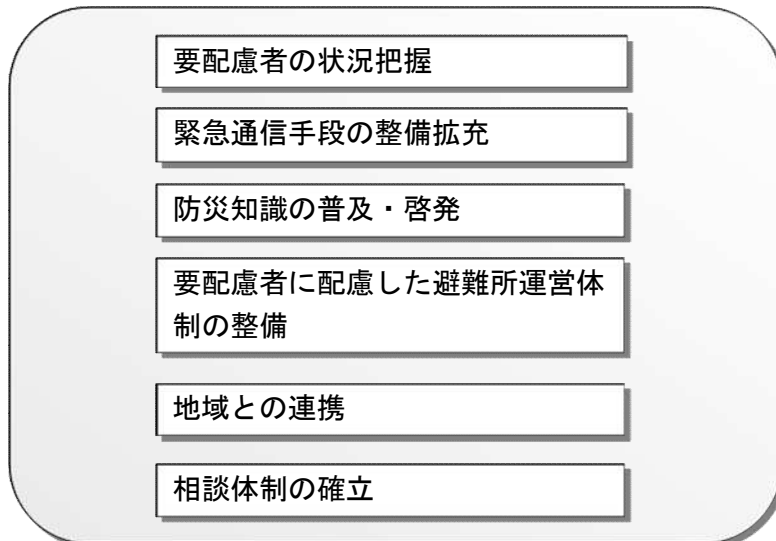 要配慮者の状況把握
緊急通信手段の整備拡充
防災知識の普及・啓発
要配慮者に配慮した避難所運営体
制の整備
地域との連携
相談体制の確立